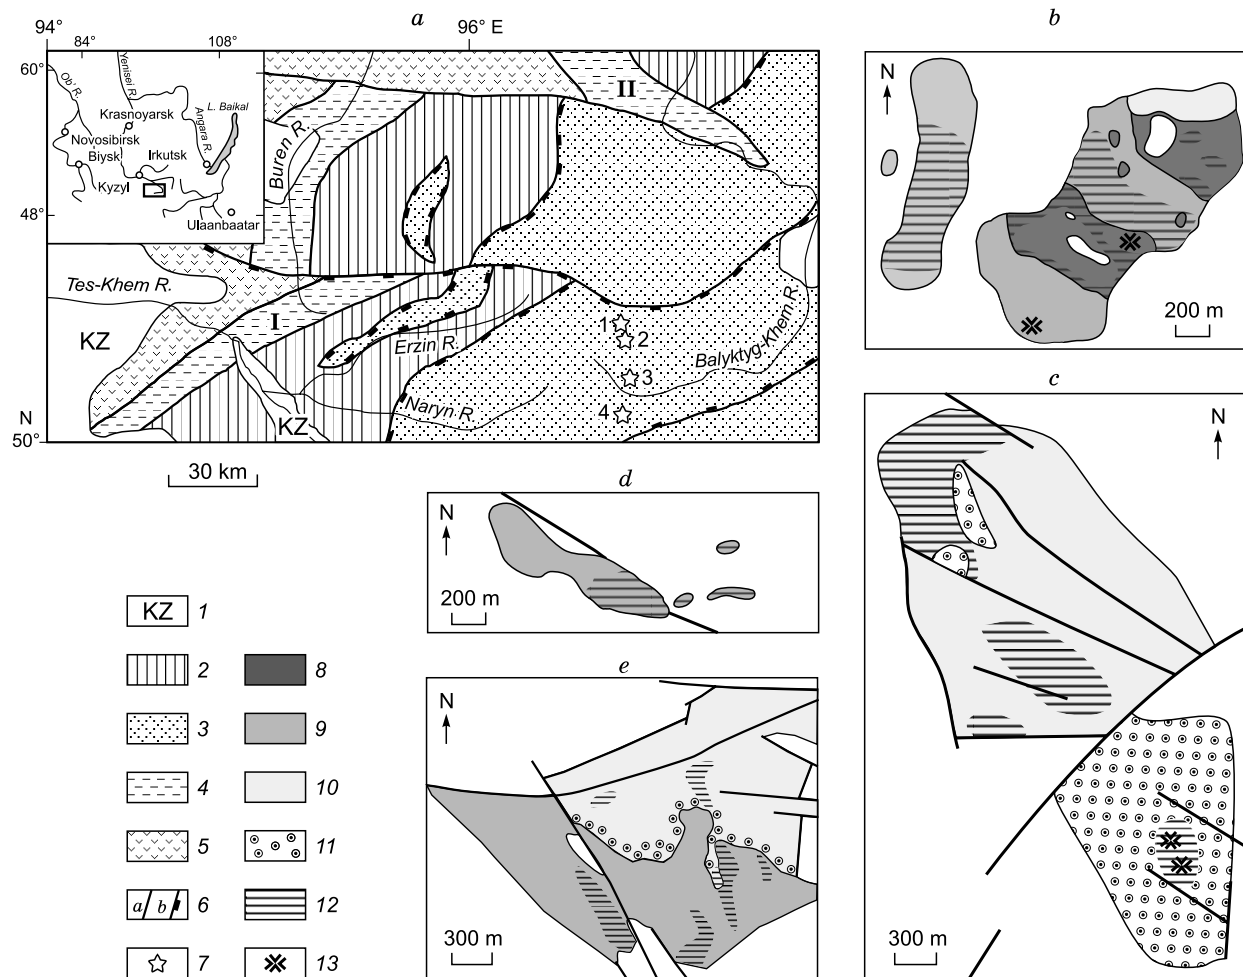 a
b
94°
96° E
84°
108°
60°
48°
N
50°
Ob' R.
Yenisei R.
Angara R.
L. Baikal
Krasnoyarsk
Novosibirsk
Biysk
Irkutsk
Kyzyl
Ulaanbaatar
Buren R.
II
Tes-Khem R.
KZ
I
Erzin R.
Naryn R.
KZ
Balyktyg-Khem R.
1
2
3
4
30 km
N
200 m
c
N
300 m
d
N
200 m
e
N
300 m
KZ 1
2
3
4
5
a b 6
7
8
9
10
11
12
13